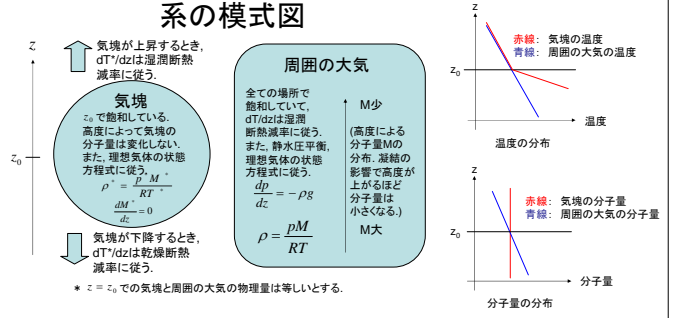 系の模式図
z
気塊が上昇するとき,
dT*/dzは湿潤断熱
減率に従う.
気塊
z₀ で飽和している.
高度によって気塊の
分子量は変化しない.
また, 理想気体の状態
方程式に従う.
ρ* = p*M* / RT*
dM*/dz = 0
z₀
気塊が下降するとき,
dT*/dzは乾燥断熱
減率に従う.
周囲の大気
全ての場所で
飽和していて,
dT/dzは湿潤
断熱減率に従う.
また, 静水圧平衡,
理想気体の状態
方程式に従う.
dp/dz = −ρg
ρ = pM / RT
M少
(高度による
分子量Mの
分布. 凝結の
影響で高度が
上がるほど
分子量は
小さくなる.)
M大
* z = z₀ での気塊と周囲の大気の物理量は等しいとする.
z
赤線: 気塊の温度
青線: 周囲の大気の温度
z₀
温度
温度の分布
z
赤線: 気塊の分子量
青線: 周囲の大気の分子量
z₀
分子量
分子量の分布